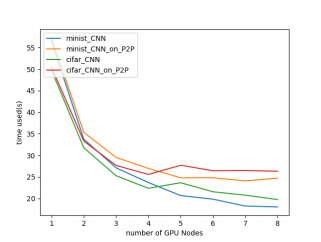 minist_CNN
minist_CNN_on_P2P
cifar_CNN
cifar_CNN_on_P2P
time used(s)
55
50
45
40
35
30
25
20
1 2 3 4 5 6 7 8
number of GPU Nodes